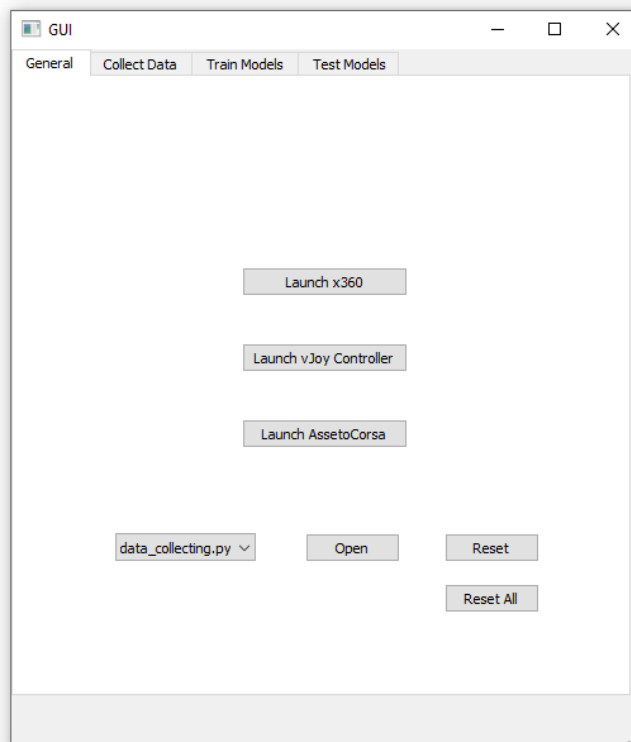 GUI
General Collect Data Train Models Test Models
Launch x360
Launch vJoy Controller
Launch AssetoCorsa
data_collecting.py Open Reset
Reset All